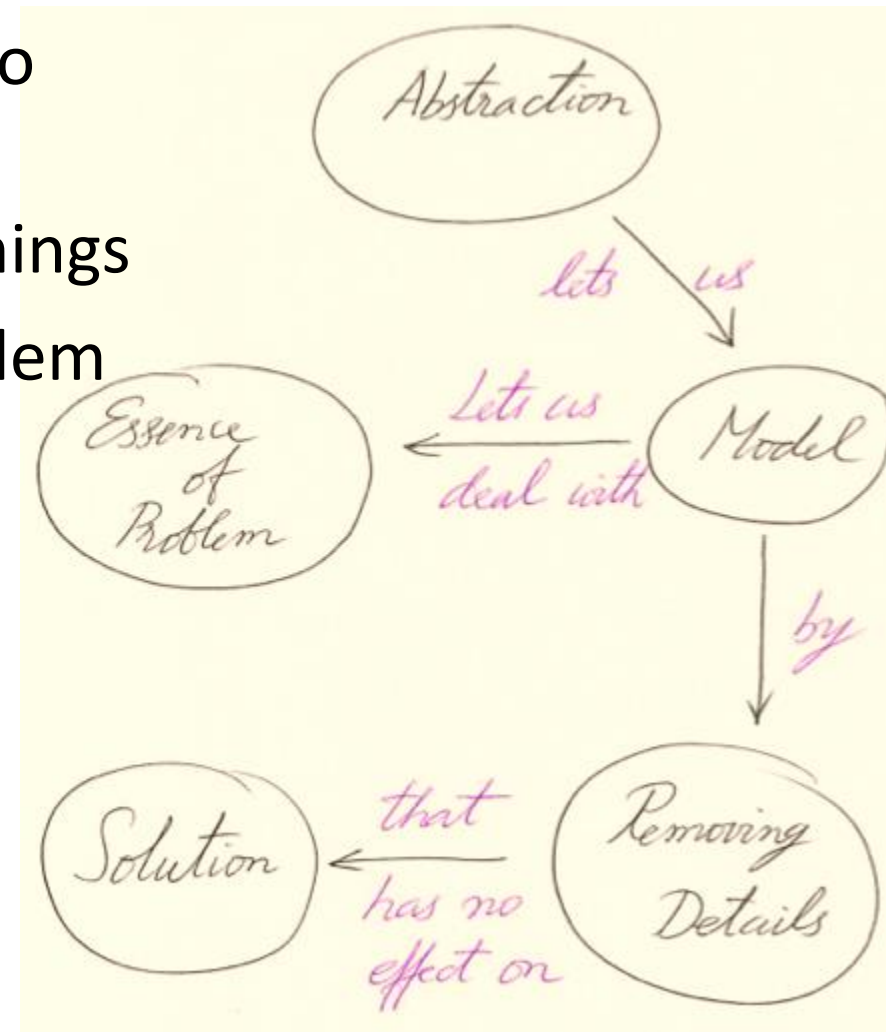 o
nings
lem
Abstraction
lets us
Model
Lets us
deal with
Essence
of
Problem
by
Removing
Details
that
has no
effect on
Solution